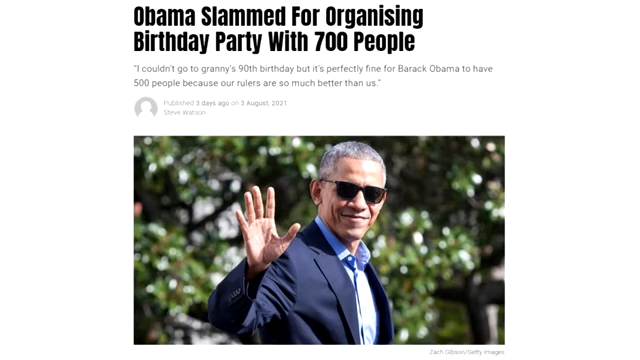 Obama Slammed For Organising
Birthday Party With 700 People
“I couldn’t go to granny’s 90th birthday but it’s perfectly fine for Barack Obama to have
500 people because our rulers are so much better than us.”
Published 3 days ago on 3 August, 2021
Steve Watson
Zach Gibson/Getty Images